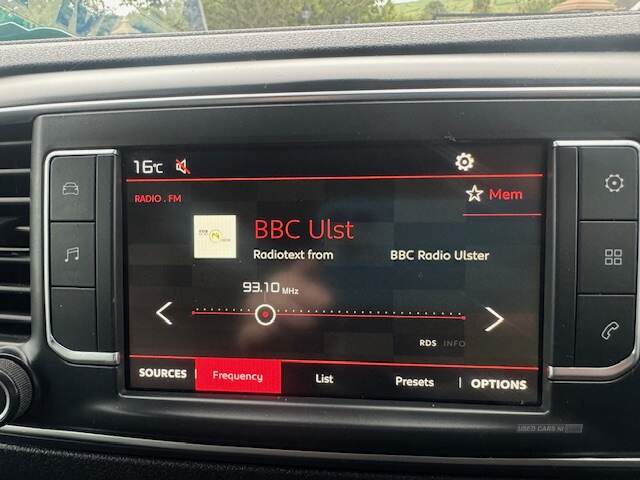 16°C
RADIO . FM
Mem
BBC Ulst
Radiotext from BBC Radio Ulster
93.10 MHz
RDS INFO
SOURCES Frequency List Presets OPTIONS
USED CARS NI